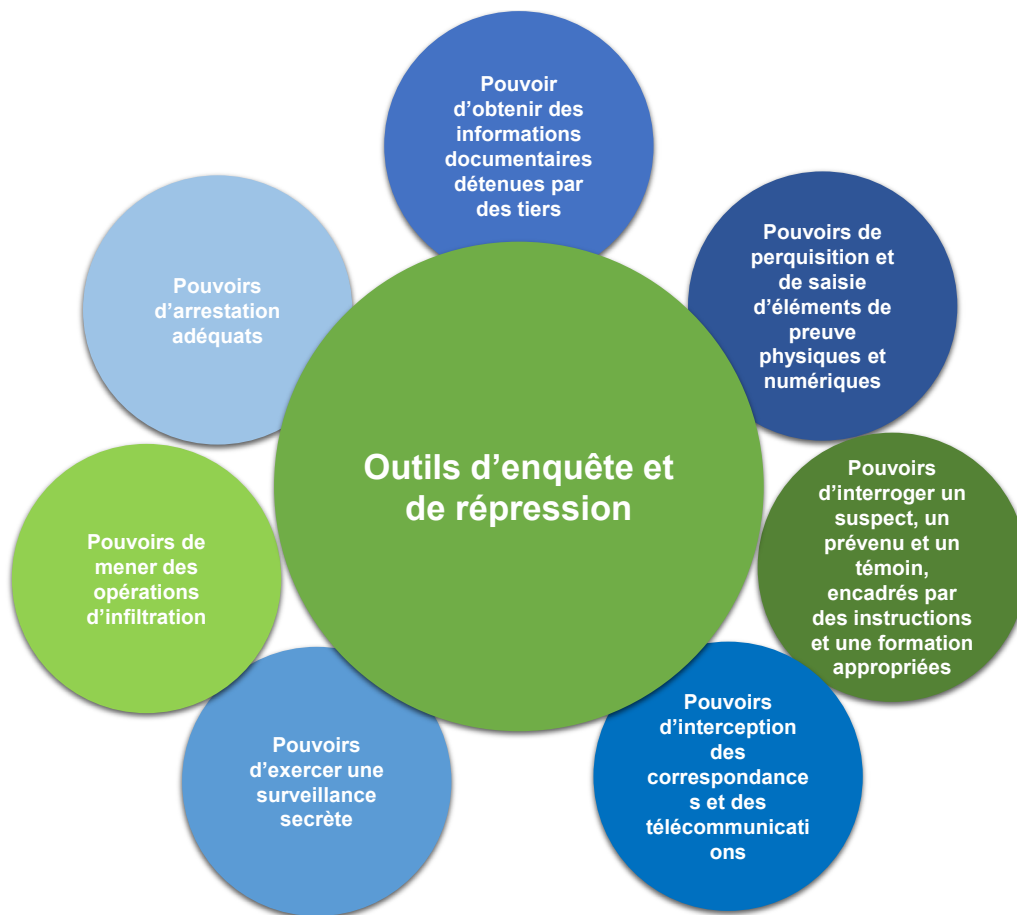 Pouvoir
d’obtenir des
informations
documentaires
détenues par
des tiers
Pouvoirs de
perquisition et
de saisie
d’éléments de
preuve
physiques et
numériques
Pouvoirs
d’interroger un
suspect, un
prévenu et un
témoin,
encadrés par
des instructions
et une formation
appropriées
Pouvoirs
d’interception
des
correspondance
s et des
télécommunicati
ons
Pouvoirs
d’exercer une
surveillance
secrète
Pouvoirs de
mener des
opérations
d’infiltration
Pouvoirs
d’arrestation
adéquats
Outils d’enquête et
de répression